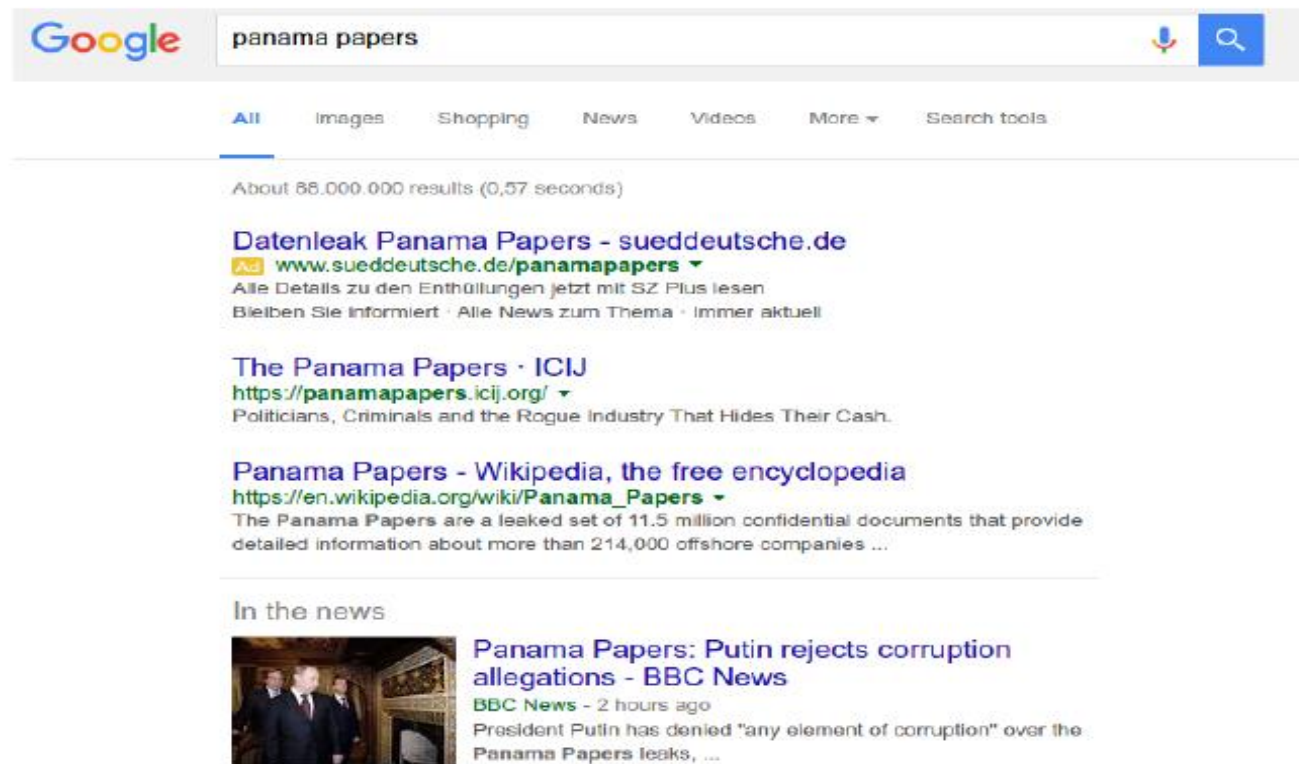 Google panama papers
All Images Shopping News Videos More Search tools
About 88.000.000 results (0,57 seconds)
Datenleak Panama Papers - sueddeutsche.de
Ad www.sueddeutsche.de/panamapapers
Alle Details zu den Enthüllungen jetzt mit SZ Plus lesen
Bleiben Sie informiert · Alle News zum Thema · Immer aktuell
The Panama Papers · ICIJ
https://panamapapers.icij.org/
Politicians, Criminals and the Rogue Industry That Hides Their Cash.
Panama Papers - Wikipedia, the free encyclopedia
https://en.wikipedia.org/wiki/Panama_Papers
The Panama Papers are a leaked set of 11.5 million confidential documents that provide
detailed information about more than 214,000 offshore companies ...
In the news
Panama Papers: Putin rejects corruption
allegations - BBC News
BBC News - 2 hours ago
President Putin has denied "any element of corruption" over the
Panama Papers leaks, ...